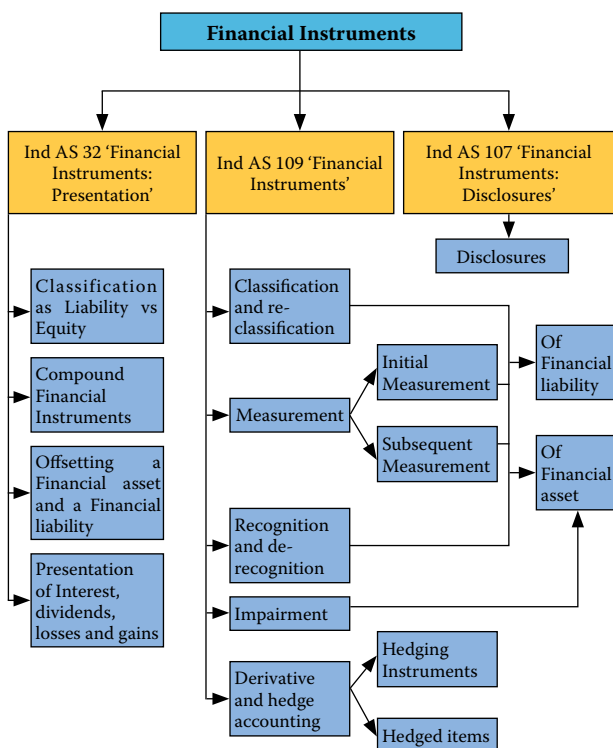 Financial Instruments
Ind AS 32 ‘Financial
Instruments:
Presentation’
Ind AS 109 ‘Financial
Instruments’
Ind AS 107 ‘Financial
Instruments:
Disclosures’
Disclosures
Classification
as Liability vs
Equity
Compound
Financial
Instruments
Offsetting a
Financial asset
and a Financial
liability
Presentation
of Interest,
dividends,
losses and gains
Classification
and re-
classification
Measurement
Initial
Measurement
Subsequent
Measurement
Recognition
and de-
recognition
Impairment
Derivative
and hedge
accounting
Hedging
Instruments
Hedged items
Of
Financial
liability
Of
Financial
asset